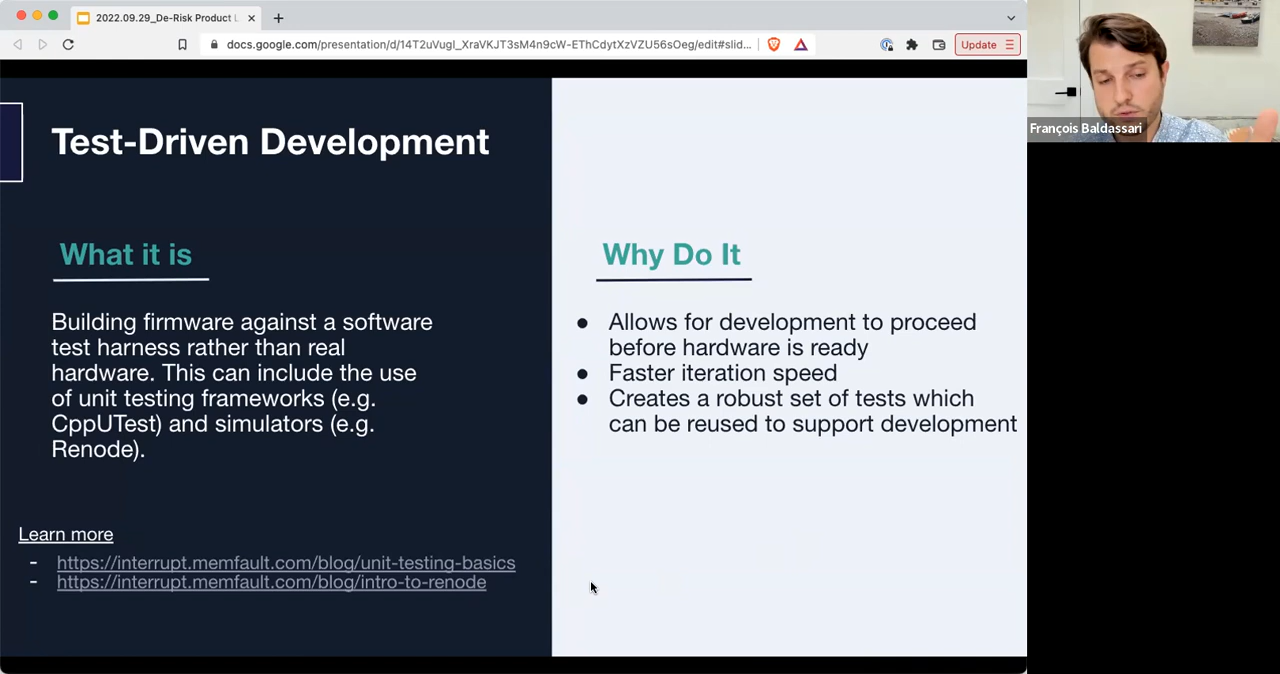 2022.09.29_De-Risk Product L
docs.google.com/presentation/d/14T2uVugl_XraVKJT3sM4n9cW-EThCdytXzVZU56sOeg/edit#slid...
Update
François Baldassari
Test-Driven Development
What it is
Building firmware against a software
test harness rather than real
hardware. This can include the use
of unit testing frameworks (e.g.
CppUTest) and simulators (e.g.
Renode).
Learn more
- https://interrupt.memfault.com/blog/unit-testing-basics
- https://interrupt.memfault.com/blog/intro-to-renode
Why Do It
● Allows for development to proceed
before hardware is ready
● Faster iteration speed
● Creates a robust set of tests which
can be reused to support development